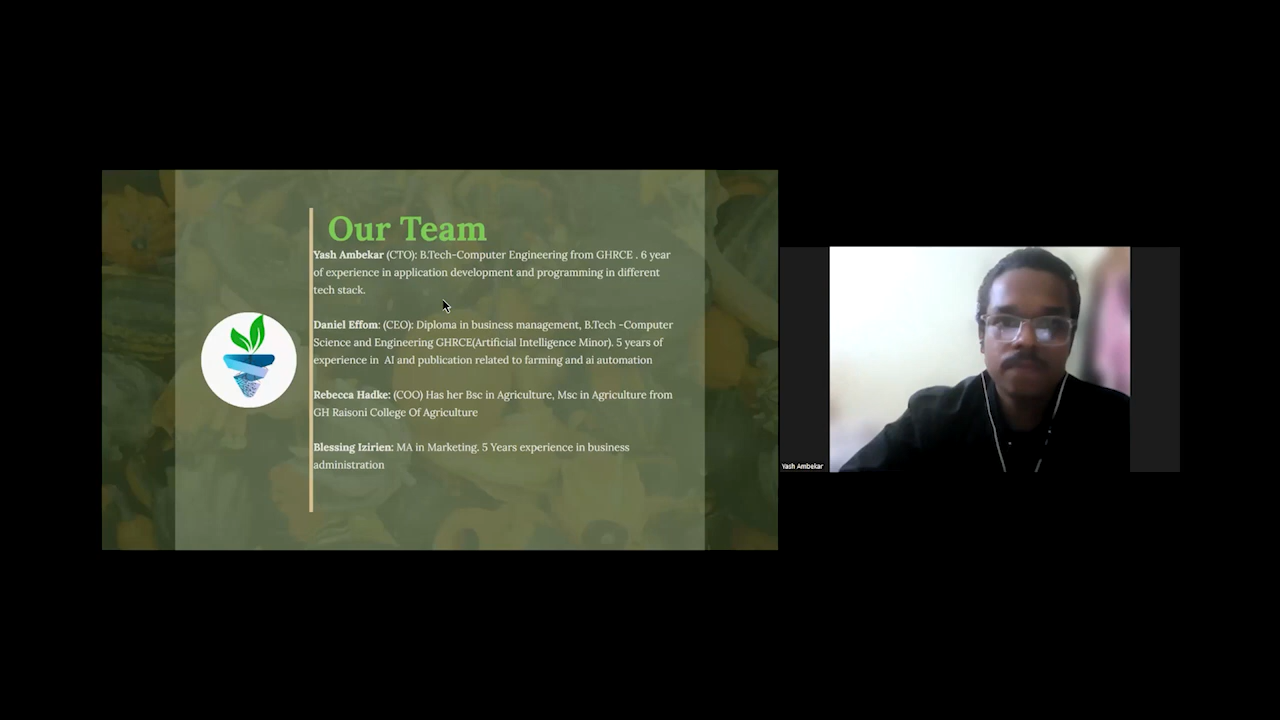 Our Team
Yash Ambekar (CTO): B.Tech-Computer Engineering from GHRCE . 6 year
of experience in application development and programming in different
tech stack.
Daniel Effom: (CEO): Diploma in business management, B.Tech -Computer
Science and Engineering GHRCE(Artificial Intelligence Minor). 5 years of
experience in  AI and publication related to farming and ai automation
Rebecca Hadke: (COO) Has her Bsc in Agriculture, Msc in Agriculture from
GH Raisoni College Of Agriculture
Blessing Izirien: MA in Marketing. 5 Years experience in business
administration
Yash Ambekar